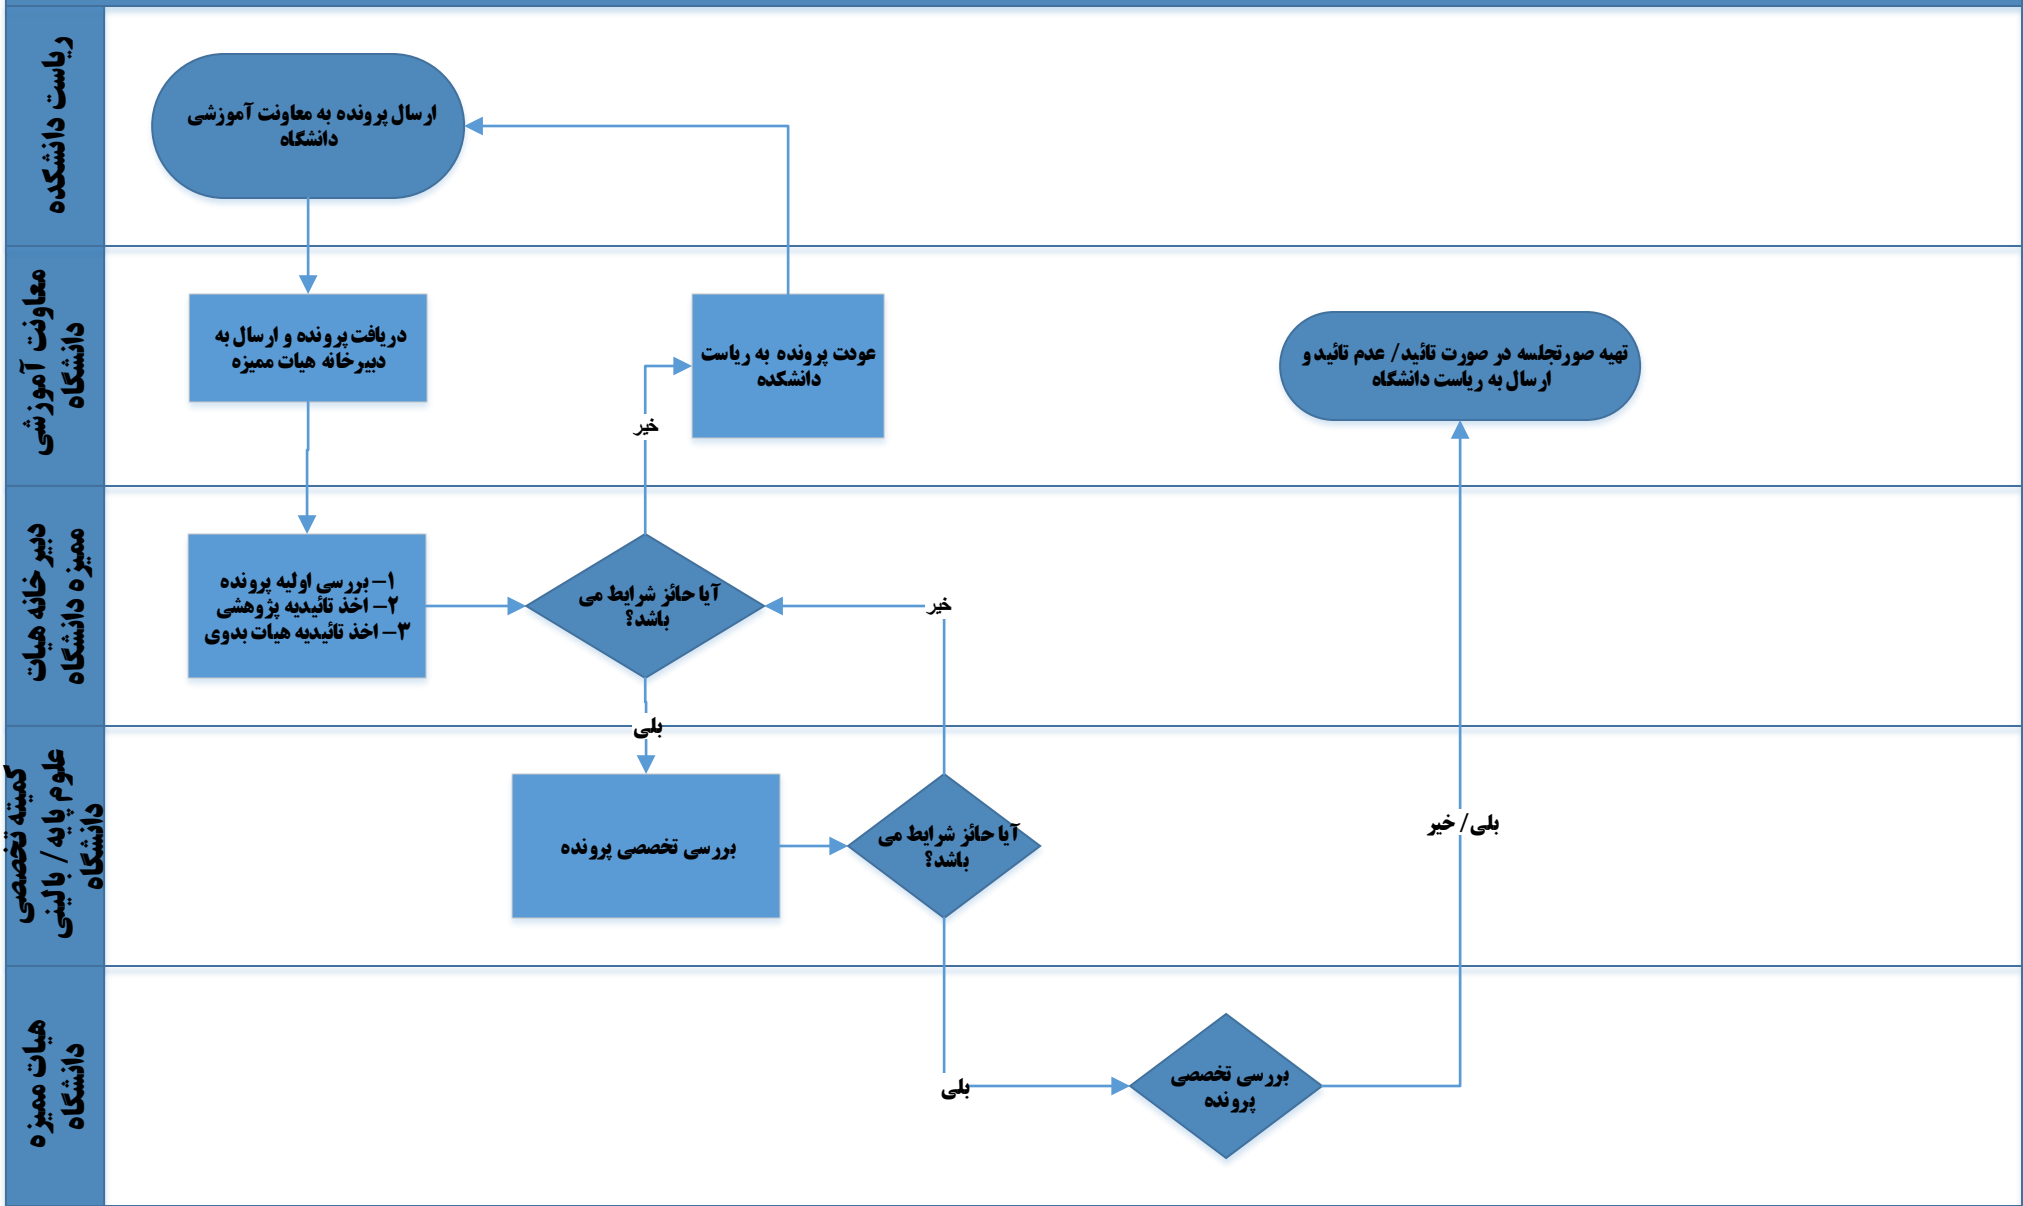 ریاست دانشکده
ارسال پرونده به معاونت آموزشی
دانشگاه
معاونت آموزشی
دانشگاه
دریافت پرونده و ارسال به
دبیرخانه هیات ممیزه
عودت پرونده به ریاست
دانشکده
تهیه صورتجلسه در صورت تائید/ عدم تائید و
ارسال به ریاست دانشگاه
خیر
دبیرخانه هیات
ممیزه دانشگاه
۱- بررسی اولیه پرونده
۲- اخذ تائیدیه پژوهشی
۳- اخذ تائیدیه هیات بدوی
آیا حائز شرایط می
باشد؟
خیر
بلی
کمیته تخصصی
علوم پایه / بالینی
دانشگاه
بررسی تخصصی پرونده
آیا حائز شرایط می
باشد؟
بلی/ خیر
هیات ممیزه
دانشگاه
بلی
بررسی تخصصی
پرونده